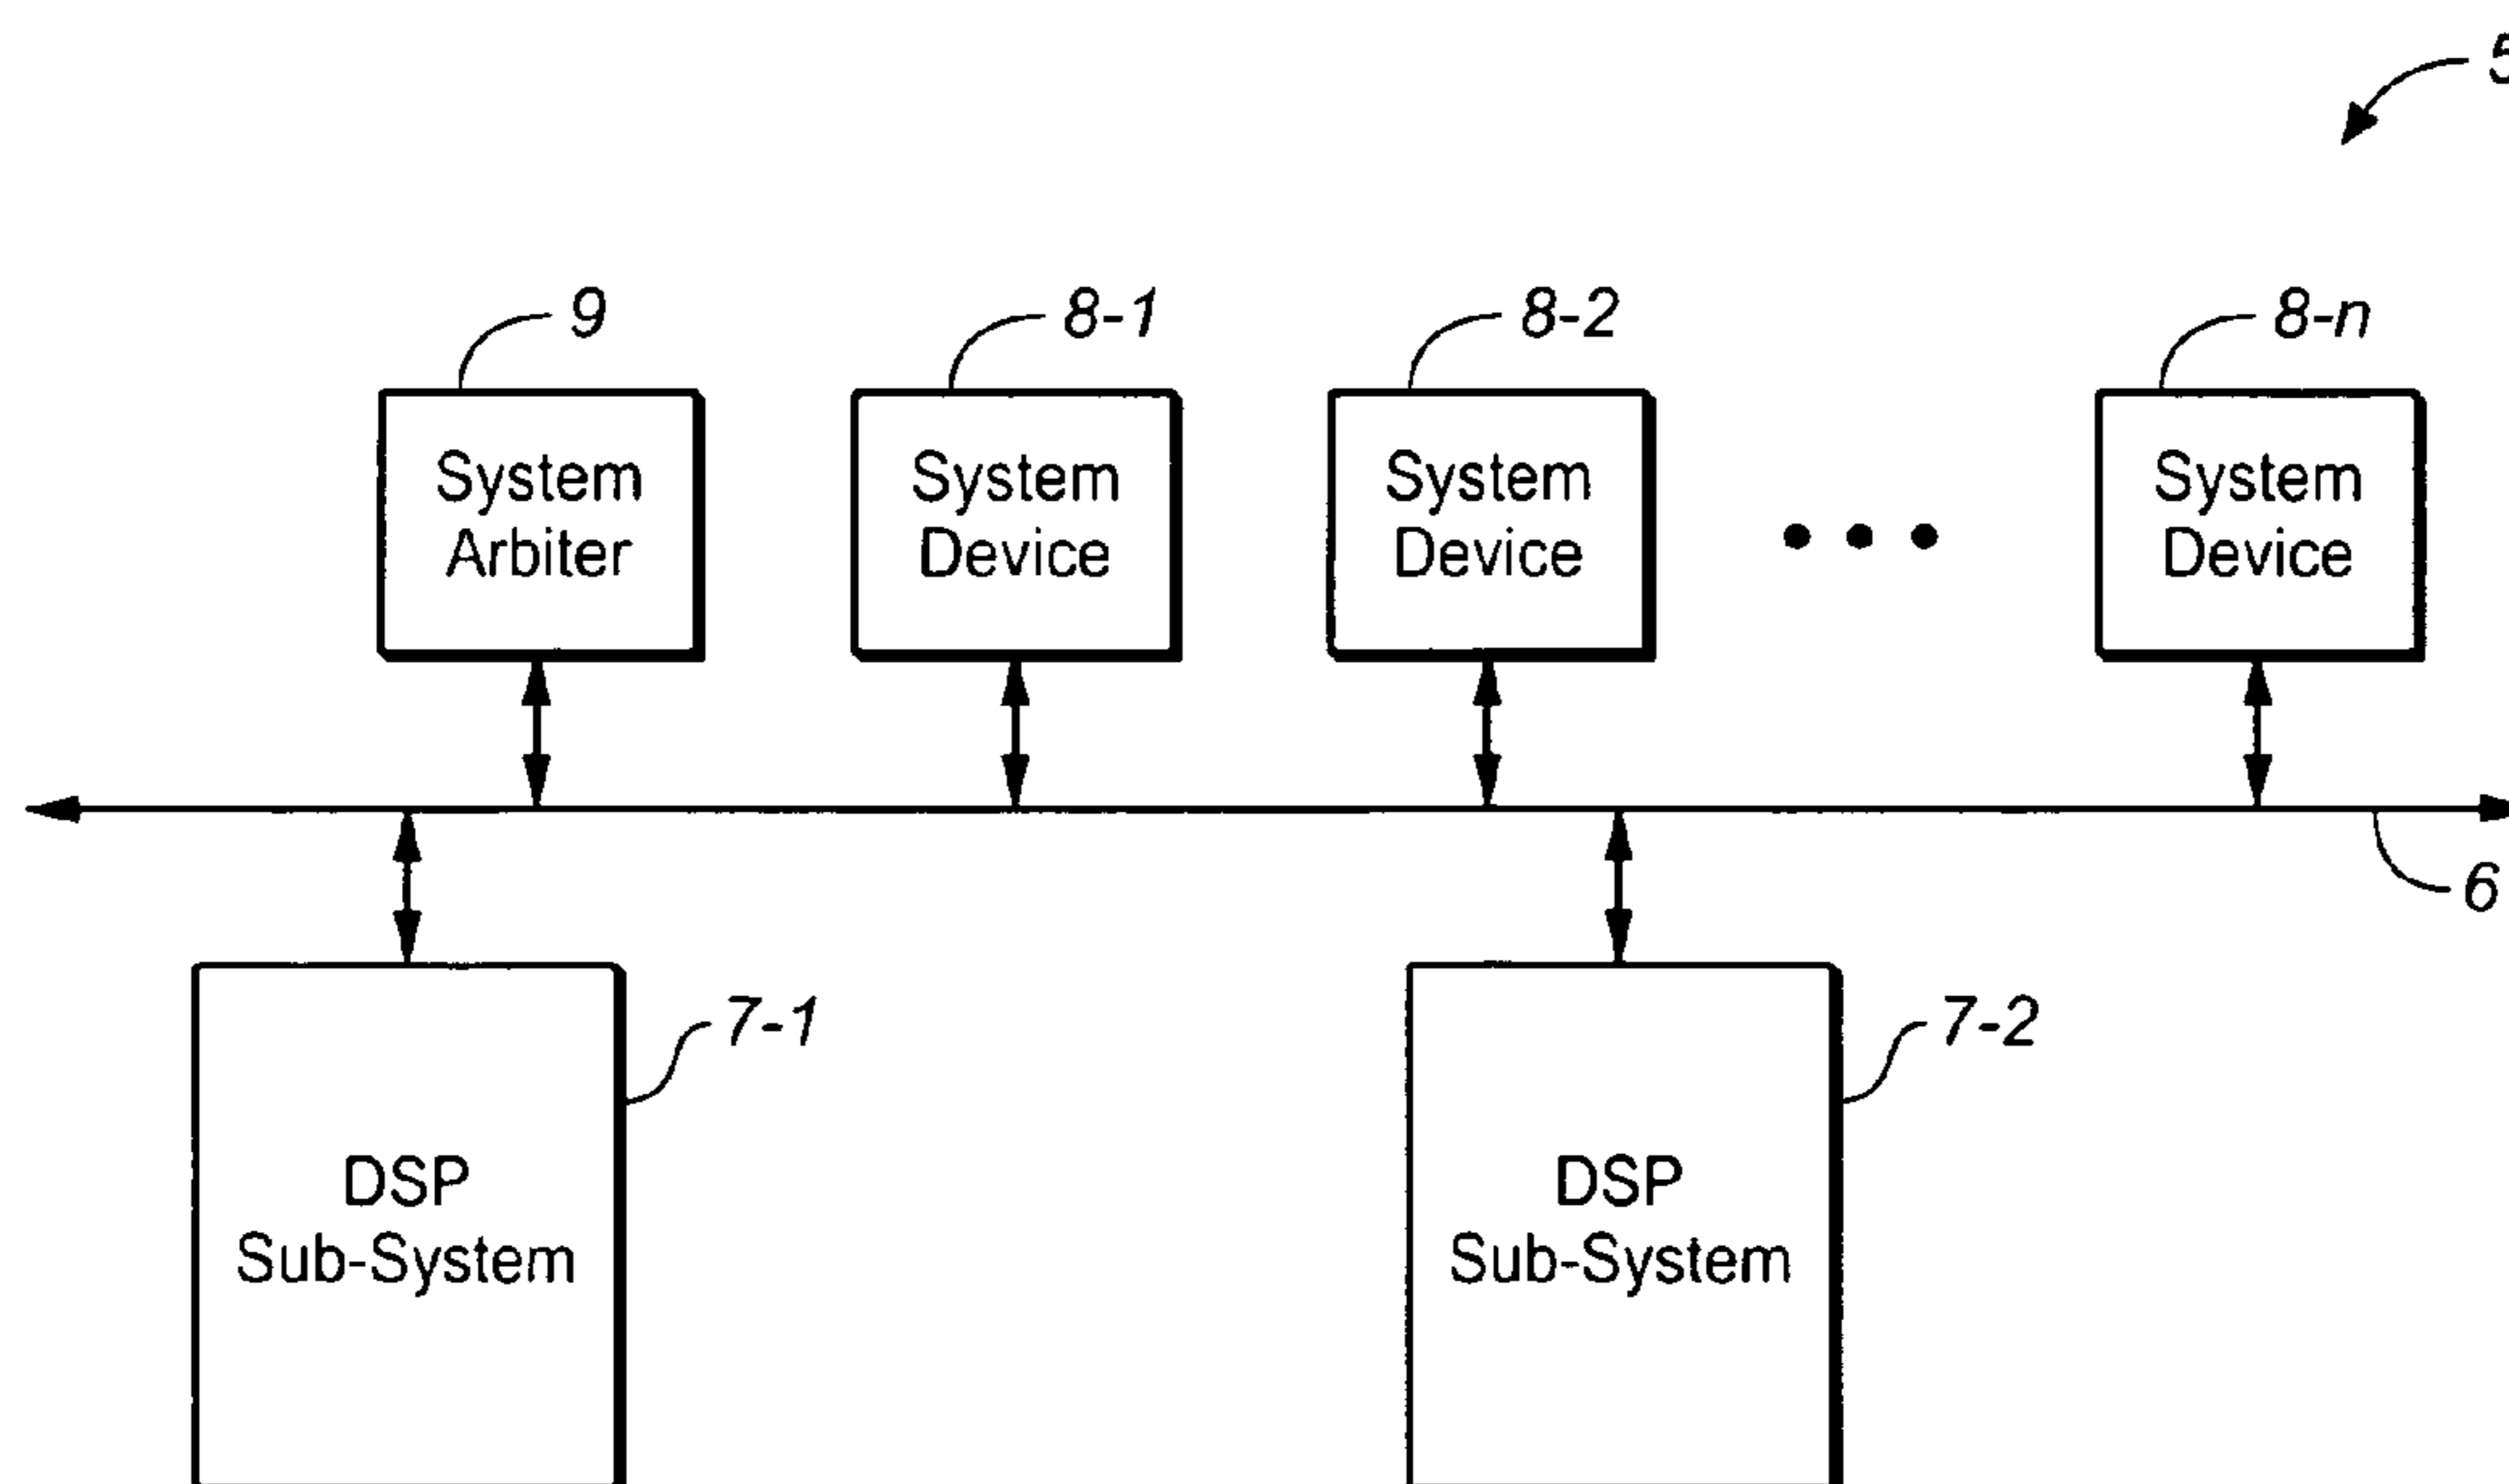 5
9
8-1
8-2
8-n
System
Arbiter
System
Device
System
Device
System
Device
6
7-1
7-2
DSP
Sub-System
DSP
Sub-System